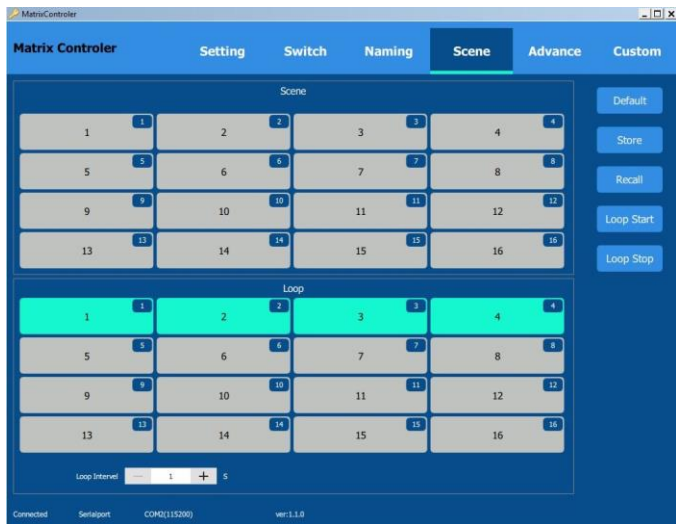 MatrisControler
Matrix Controler Setting Switch Naming Scene Advance Custom
Scene
1 1 2 2 3 3 4 4
5 5 6 6 7 7 8 8
9 9 10 10 11 11 12 12
13 13 14 14 15 15 16 16
Default
Store
Recall
Loop Start
Loop Stop
Loop
1 1 2 2 3 3 4 4
5 5 6 6 7 7 8 8
9 9 10 10 11 11 12 12
13 13 14 14 15 15 16 16
Loop Interval — 1 + S
Connected Serialport COM2(115200) ver:1.1.0